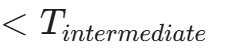 < T_{intermediate}